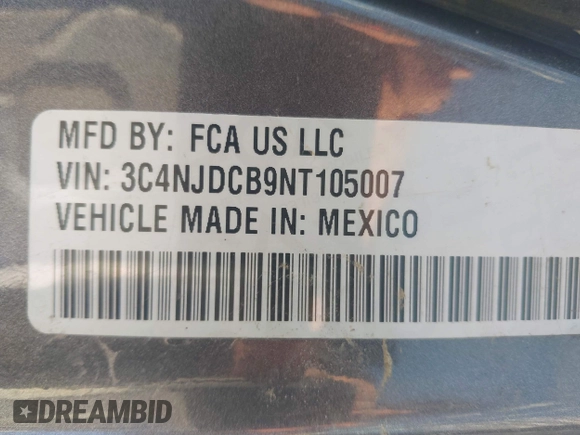 MFD BY: FCA US LLC
VIN: 3C4NJDCB9NT105007
VEHICLE MADE IN: MEXICO
DREAMBID